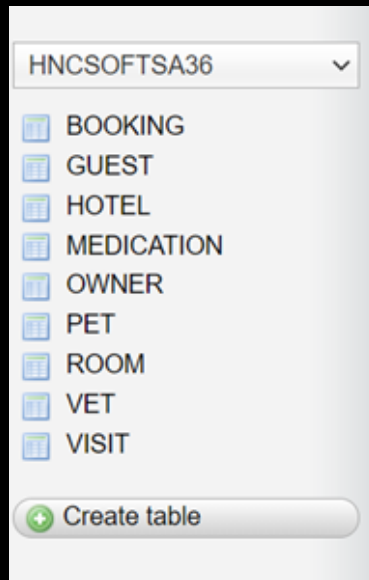 HNCSOFTSA36
BOOKING
GUEST
HOTEL
MEDICATION
OWNER
PET
ROOM
VET
VISIT
Create table